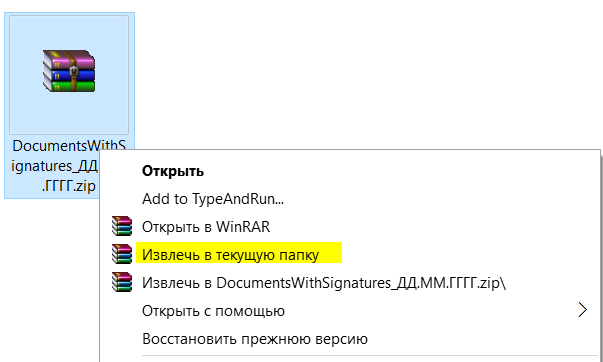 DocumentsWithS
ignatures_ДД.
.ГГГГ.zip
Открыть
Add to TypeAndRun...
Открыть в WinRAR
Извлечь в текущую папку
Извлечь в DocumentsWithSignatures_ДД.ММ.ГГГГ.zip\
Открыть с помощью
Восстановить прежнюю версию